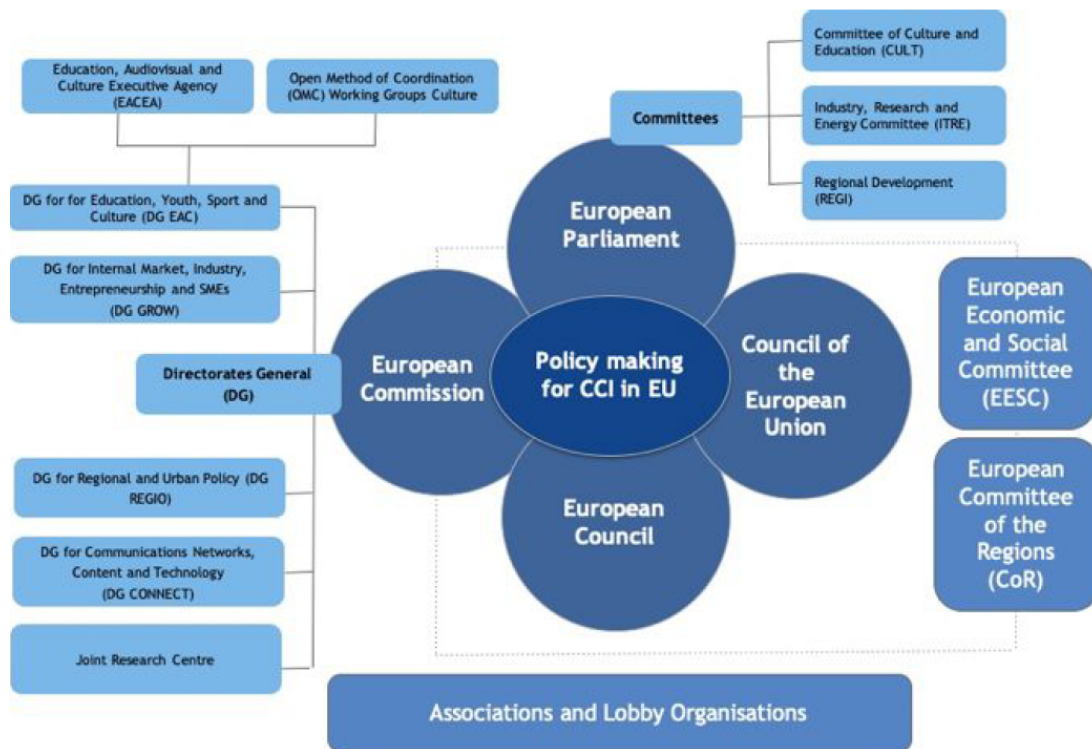 Education, Audiovisual and
Culture Executive Agency
(EACEA)
Open Method of Coordination
(OMC) Working Groups Culture
Committees
Committee of Culture and
Education (CULT)
Industry, Research and
Energy Committee (ITRE)
Regional Development
(REGI)
DG for for Education, Youth, Sport and
Culture (DG EAC)
DG for Internal Market, Industry,
Entrepreneurship and SMEs
(DG GROW)
Directorates General
(DG)
DG for Regional and Urban Policy (DG
REGIO)
DG for Communications Networks,
Content and Technology
(DG CONNECT)
Joint Research Centre
European
Parliament
European
Commission
Policy making
for CCI in EU
Council of
the
European
Union
European
Council
European
Economic
and Social
Committee
(EESC)
European
Committee
of the
Regions
(CoR)
Associations and Lobby Organisations